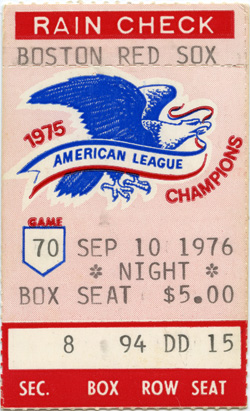 RAIN CHECK
BOSTON RED SOX
1975
AMERICAN LEAGUE
CHAMPIONS
GAME
70 SEP 10 1976
* NIGHT *
BOX SEAT $5.00
8 94 DD 15
SEC. BOX ROW SEAT